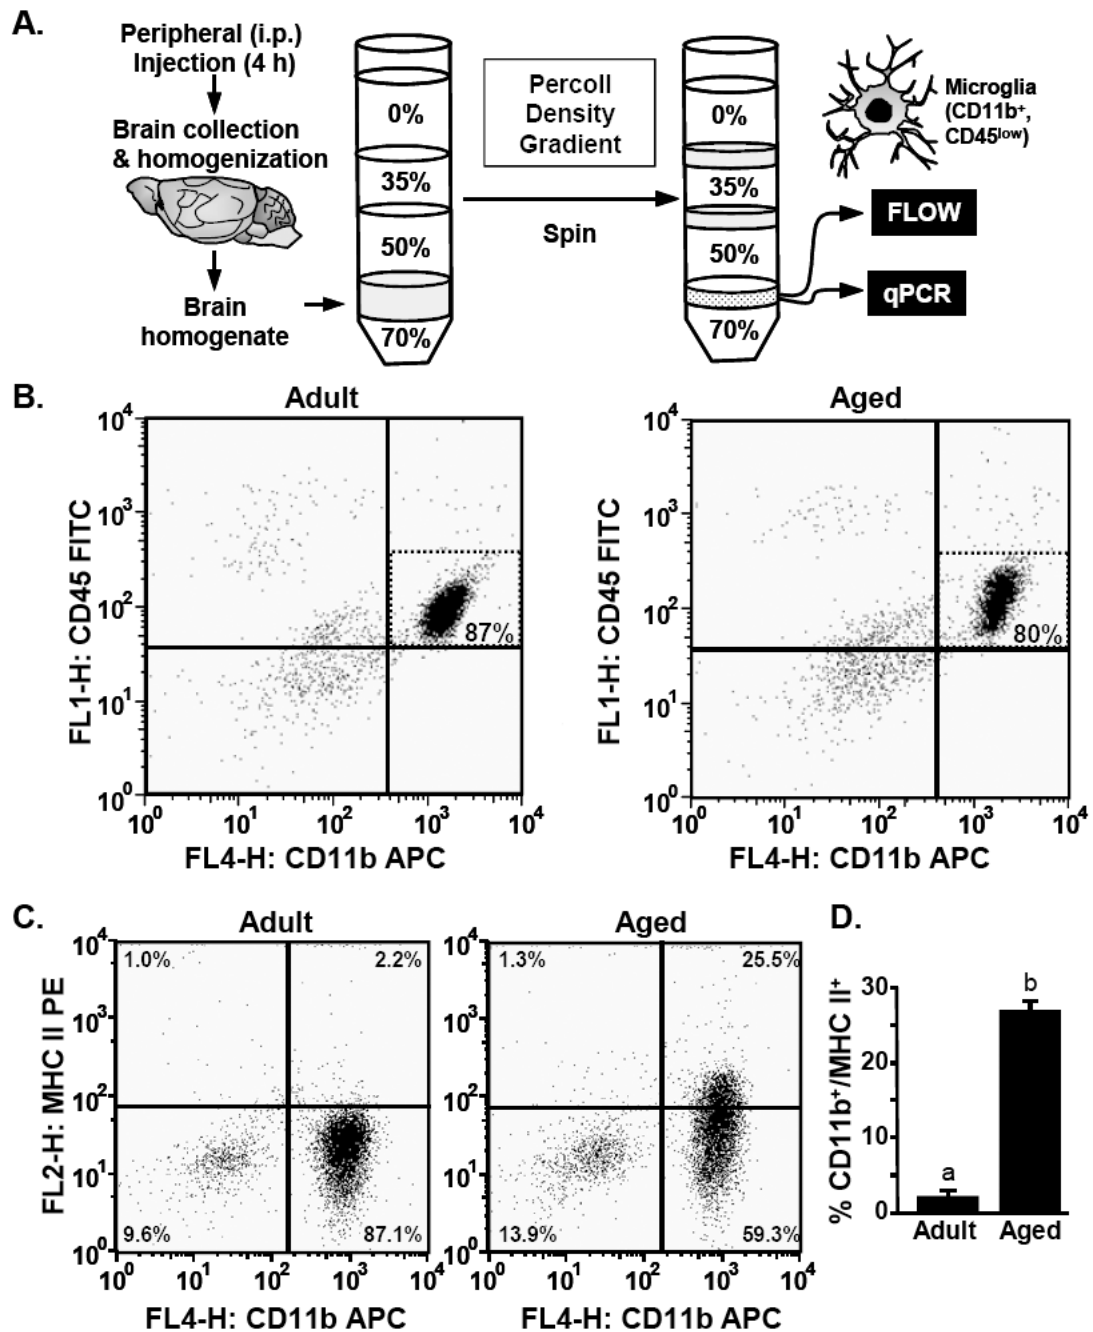 A.
Peripheral (i.p.)
Injection (4 h)
Brain collection
& homogenization
Brain
homogenate
0%
35%
50%
70%
Percoll
Density
Gradient
Spin
0%
35%
50%
70%
Microglia
(CD11b⁺,
CD45ˡᵒʷ)
FLOW
qPCR
B.
Adult
10⁴
10³
10²
10¹
10⁰
FL1-H: CD45 FITC
87%
10⁰ 10¹ 10² 10³ 10⁴
FL4-H: CD11b APC
Aged
10⁴
10³
10²
10¹
10⁰
FL1-H: CD45 FITC
80%
10⁰ 10¹ 10² 10³ 10⁴
FL4-H: CD11b APC
C.
Adult
10⁴
10³
10²
10¹
10⁰
FL2-H: MHC II PE
1.0% 2.2%
9.6% 87.1%
10⁰ 10¹ 10² 10³ 10⁴
FL4-H: CD11b APC
Aged
10⁴
10³
10²
10¹
10⁰
1.3% 25.5%
13.9% 59.3%
10⁰ 10¹ 10² 10³ 10⁴
FL4-H: CD11b APC
D.
% CD11b⁺/MHC II⁺
30
20
10
0
a
b
Adult Aged